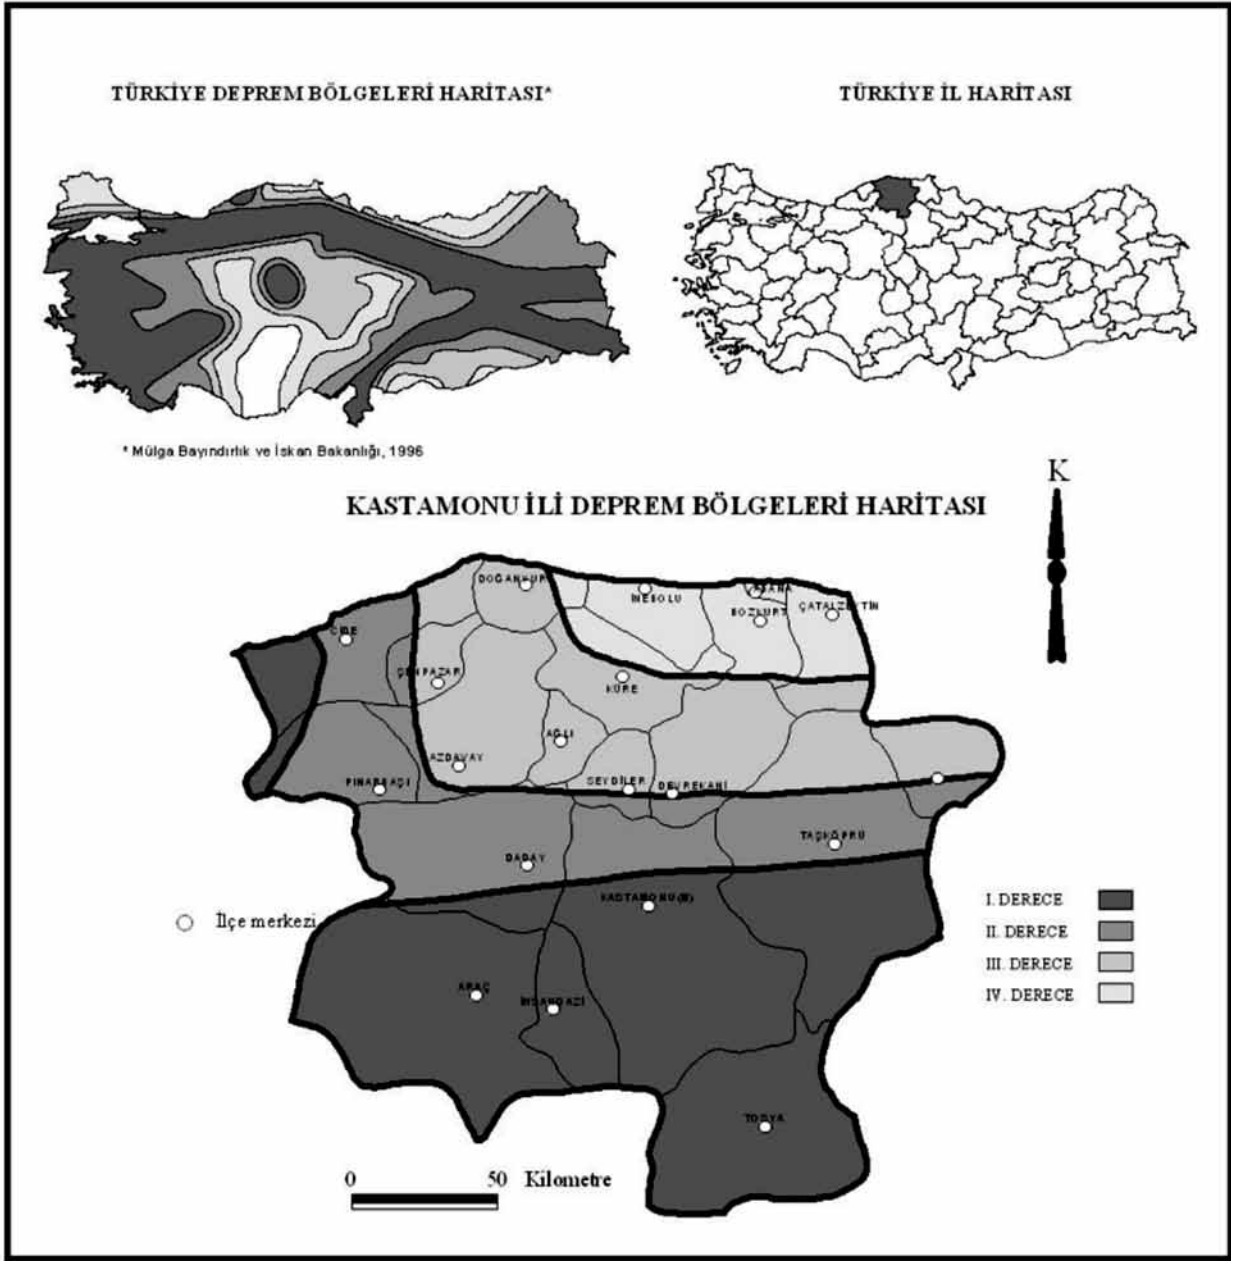 TÜRKİYE DEPREM BÖLGELERİ HARİTASI*
TÜRKİYE İL HARİTASI
* Mülga Bayındırlık ve İskan Bakanlığı, 1996
K
KASTAMONU İLİ DEPREM BÖLGELERİ HARİTASI
DOĞANYURT
İNEBOLU
ABANA
ÇATALZEYTİN
BOZKURT
CİDE
ŞENPAZAR
KÜRE
AĞLI
AZDAVAY
PINARBAŞI
SEYDİLER
DEVREKANİ
TAŞKÖPRÜ
DADAY
KASTAMONU(M)
İlçe merkezi
I. DERECE
II. DERECE
III. DERECE
IV. DERECE
ARAÇ
İHSANGAZİ
TOSYA
0 50 Kilometre